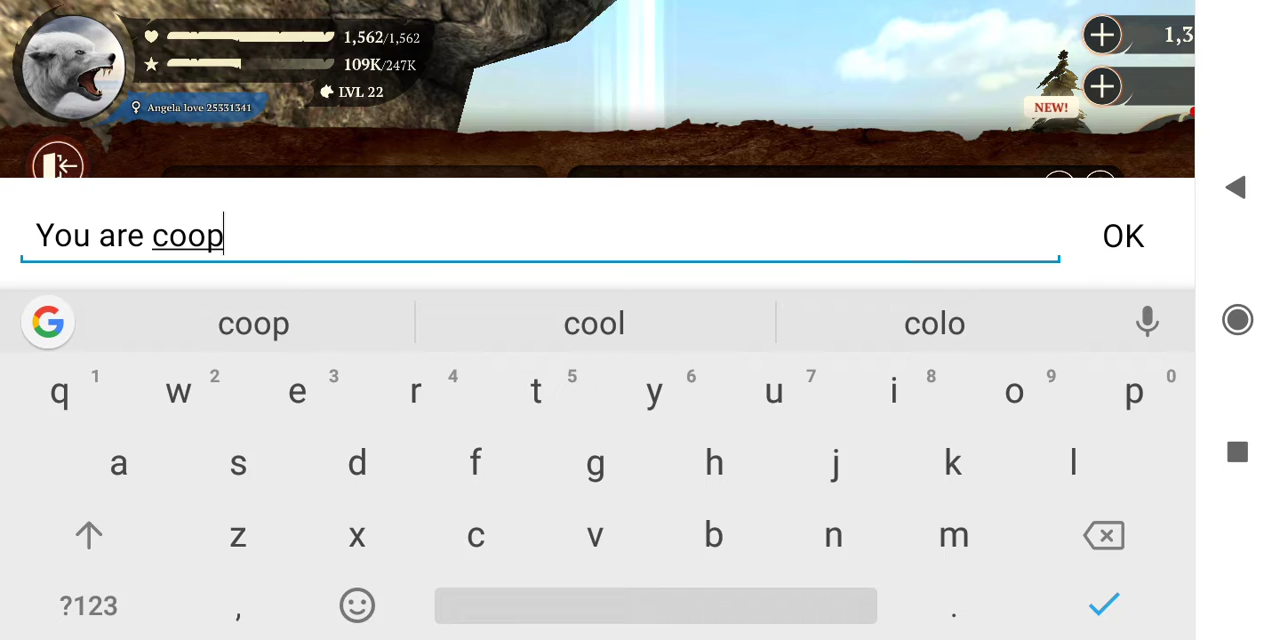 1,562/1,562
109K/247K
LVL 22
Angela love 25331341
1,3
NEW!
You are coop
OK
coop cool colo
q 1 w 2 e 3 r 4 t 5 y 6 u 7 i 8 o 9 p 0
a s d f g h j k l
z x c v b n m
?123 , .